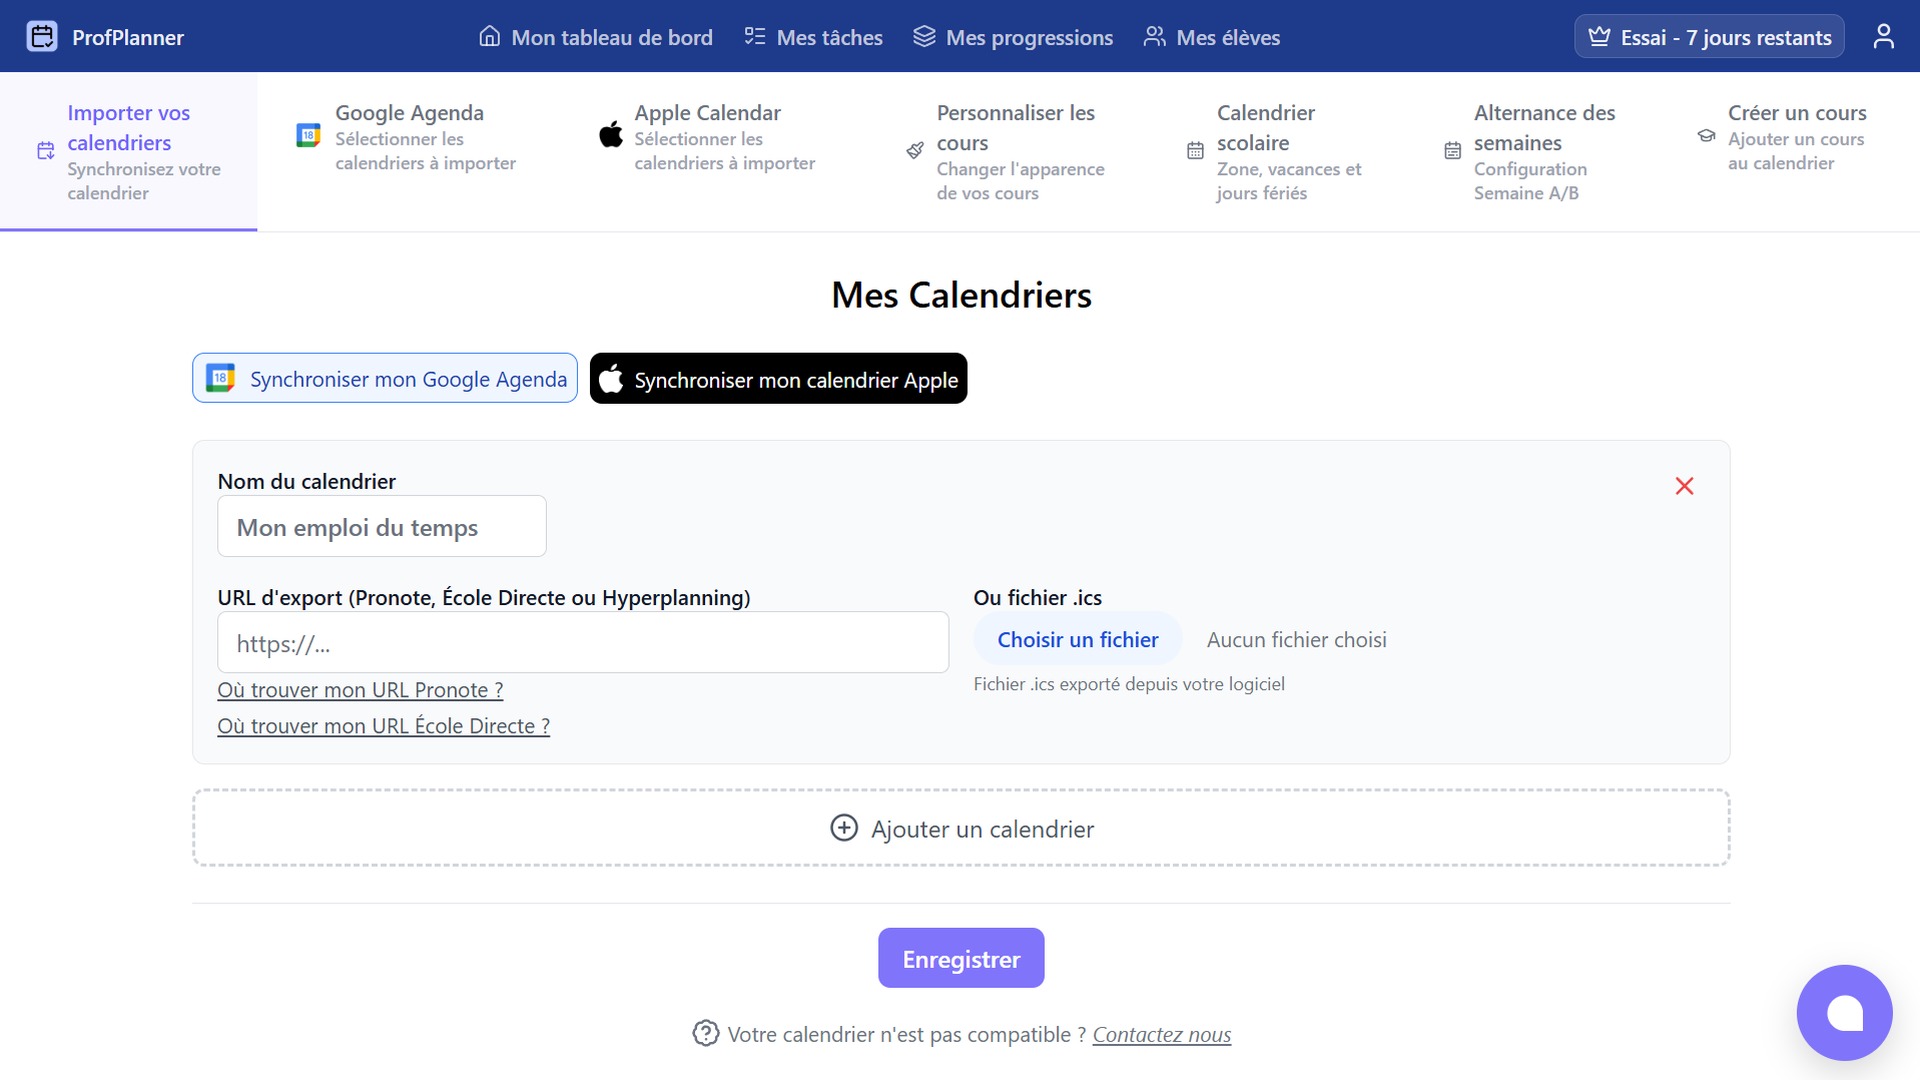 ProfPlanner
Mon tableau de bord
Mes tâches
Mes progressions
Mes élèves
Essai - 7 jours restants
Importer vos
calendriers
Synchronisez votre
calendrier
Google Agenda
Sélectionner les
calendriers à importer
Apple Calendar
Sélectionner les
calendriers à importer
Personnaliser les
cours
Changer l'apparence
de vos cours
Calendrier
scolaire
Zone, vacances et
jours fériés
Alternance des
semaines
Configuration
Semaine A/B
Créer un cours
Ajouter un cours
au calendrier
Mes Calendriers
18 Synchroniser mon Google Agenda
Synchroniser mon calendrier Apple
Nom du calendrier
Mon emploi du temps
URL d'export (Pronote, École Directe ou Hyperplanning)
https://...
Où trouver mon URL Pronote ?
Où trouver mon URL École Directe ?
Ou fichier .ics
Choisir un fichier
Aucun fichier choisi
Fichier .ics exporté depuis votre logiciel
Ajouter un calendrier
Enregistrer
Votre calendrier n'est pas compatible ? Contactez nous